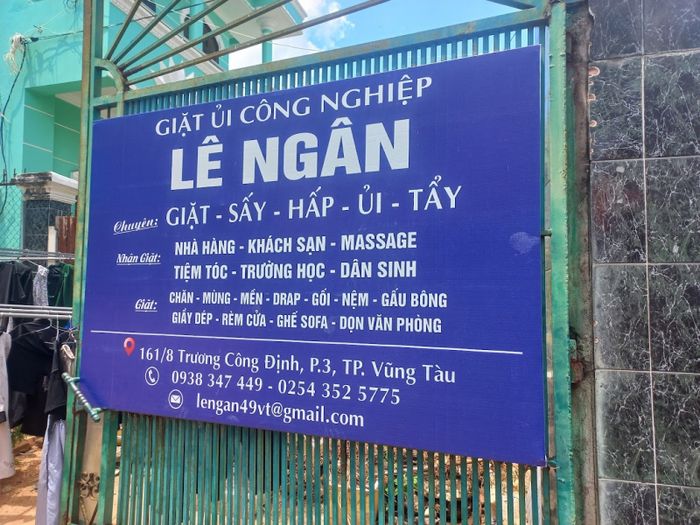 GIẶT ỦI CÔNG NGHIỆP
LÊ NGÂN
Chuyên: GIẶT - SẤY - HẤP - ỦI - TẨY
Nhận Giặt: NHÀ HÀNG - KHÁCH SẠN - MASSAGE
TIỆM TÓC - TRƯỜNG HỌC - DÂN SINH
Giặt: CHĂN - MÙNG - MỀN - DRAP - GỐI - NỆM - GẤU BÔNG
GIẦY DÉP - RÈM CỬA - GHẾ SOFA - DỌN VĂN PHÒNG
161/8 Trương Công Định, P.3, TP. Vũng Tàu
0938 347 449 - 0254 352 5775
lengan49vt@gmail.com